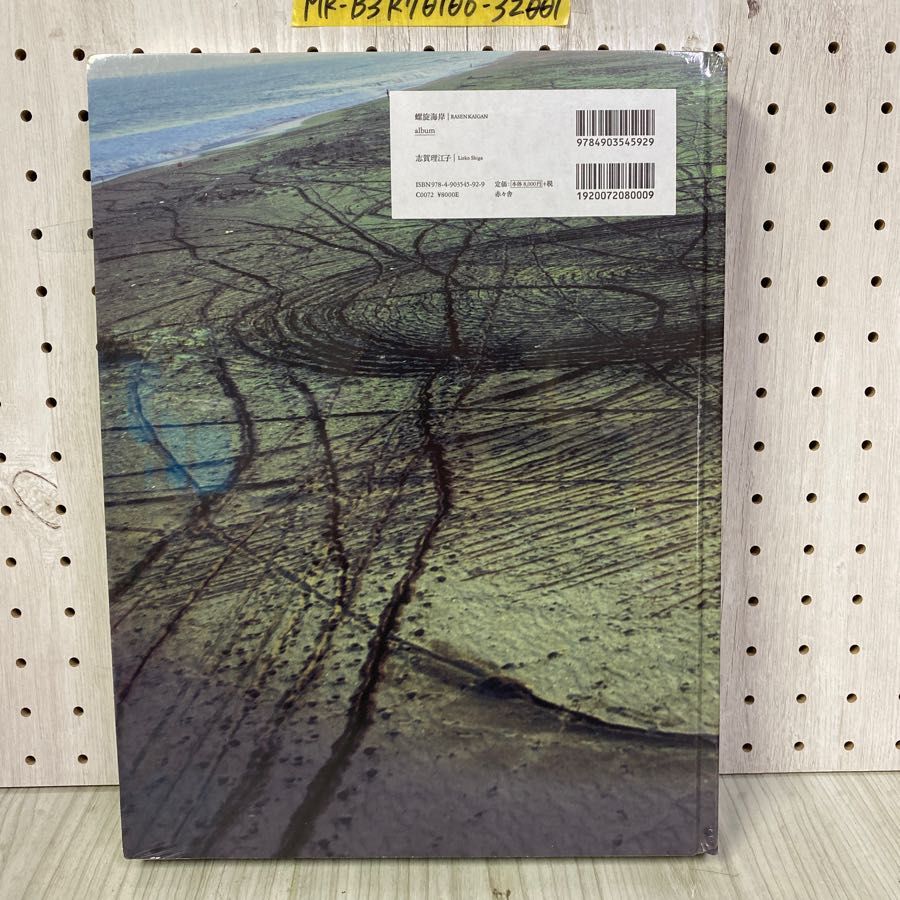 MK-B3R70100-32001
螺旋海岸 | RASEN KAIGAN
album
志賀理江子 | Lieko Shiga
ISBN978-4-903545-92-9 定価:本体8,000円+税
C0072 ¥8000E 赤々舎
9784903545929
1920072080009